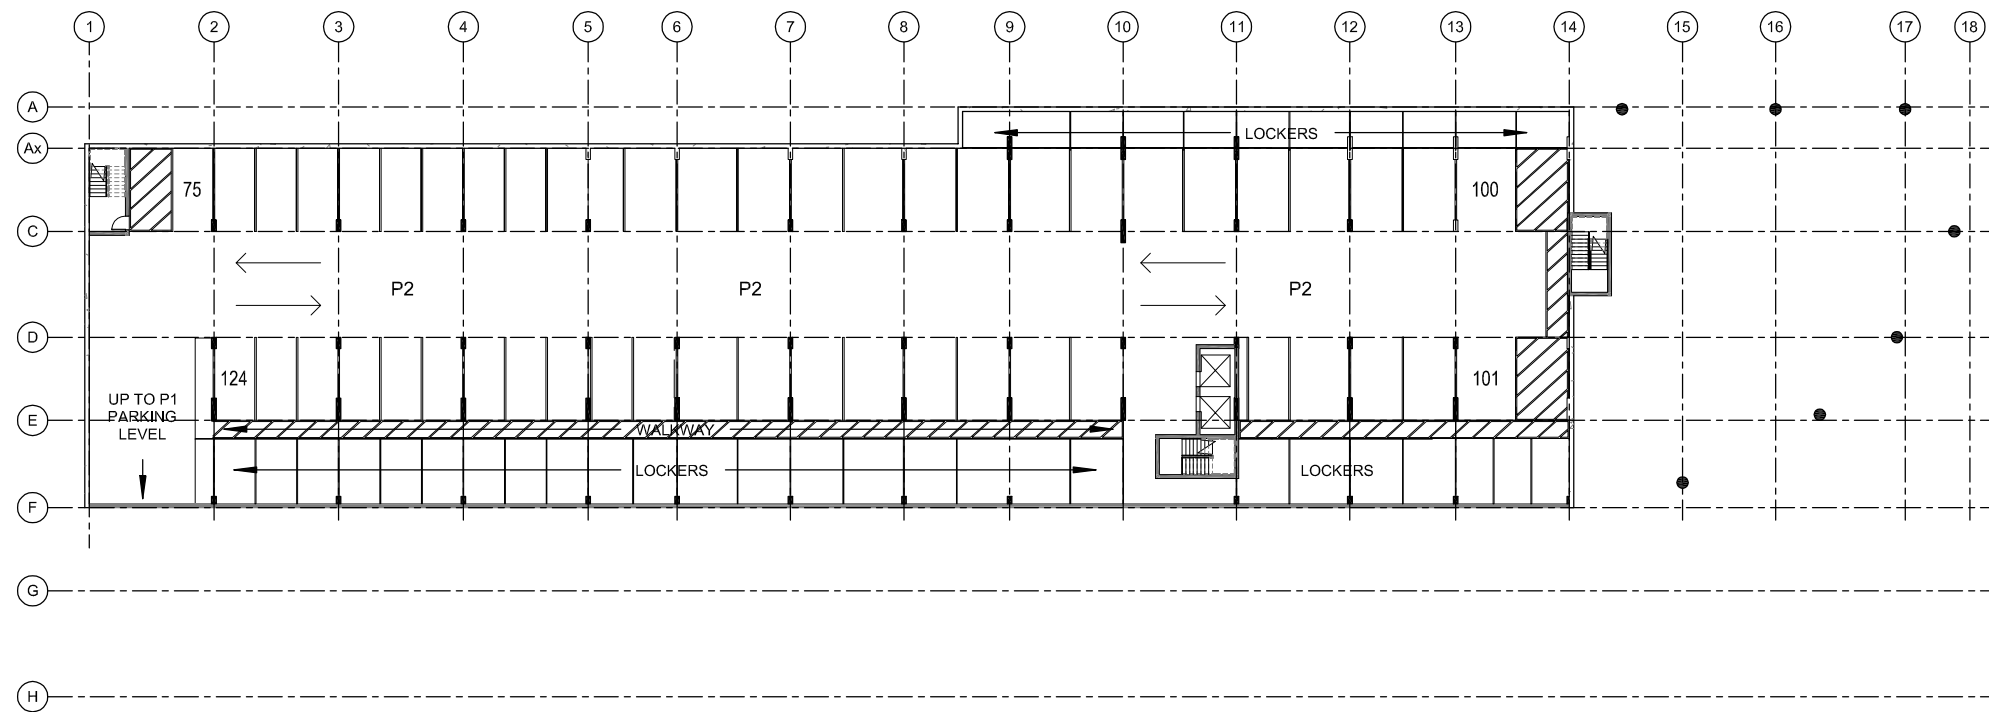 1 2 3 4 5 6 7 8 9 10 11 12 13 14 15 16 17 18
A
LOCKERS
Ax
75 100
C
P2 P2 P2
D
124 101
UP TO P1
PARKING
LEVEL
E
WALKWAY
LOCKERS LOCKERS
F
G
H